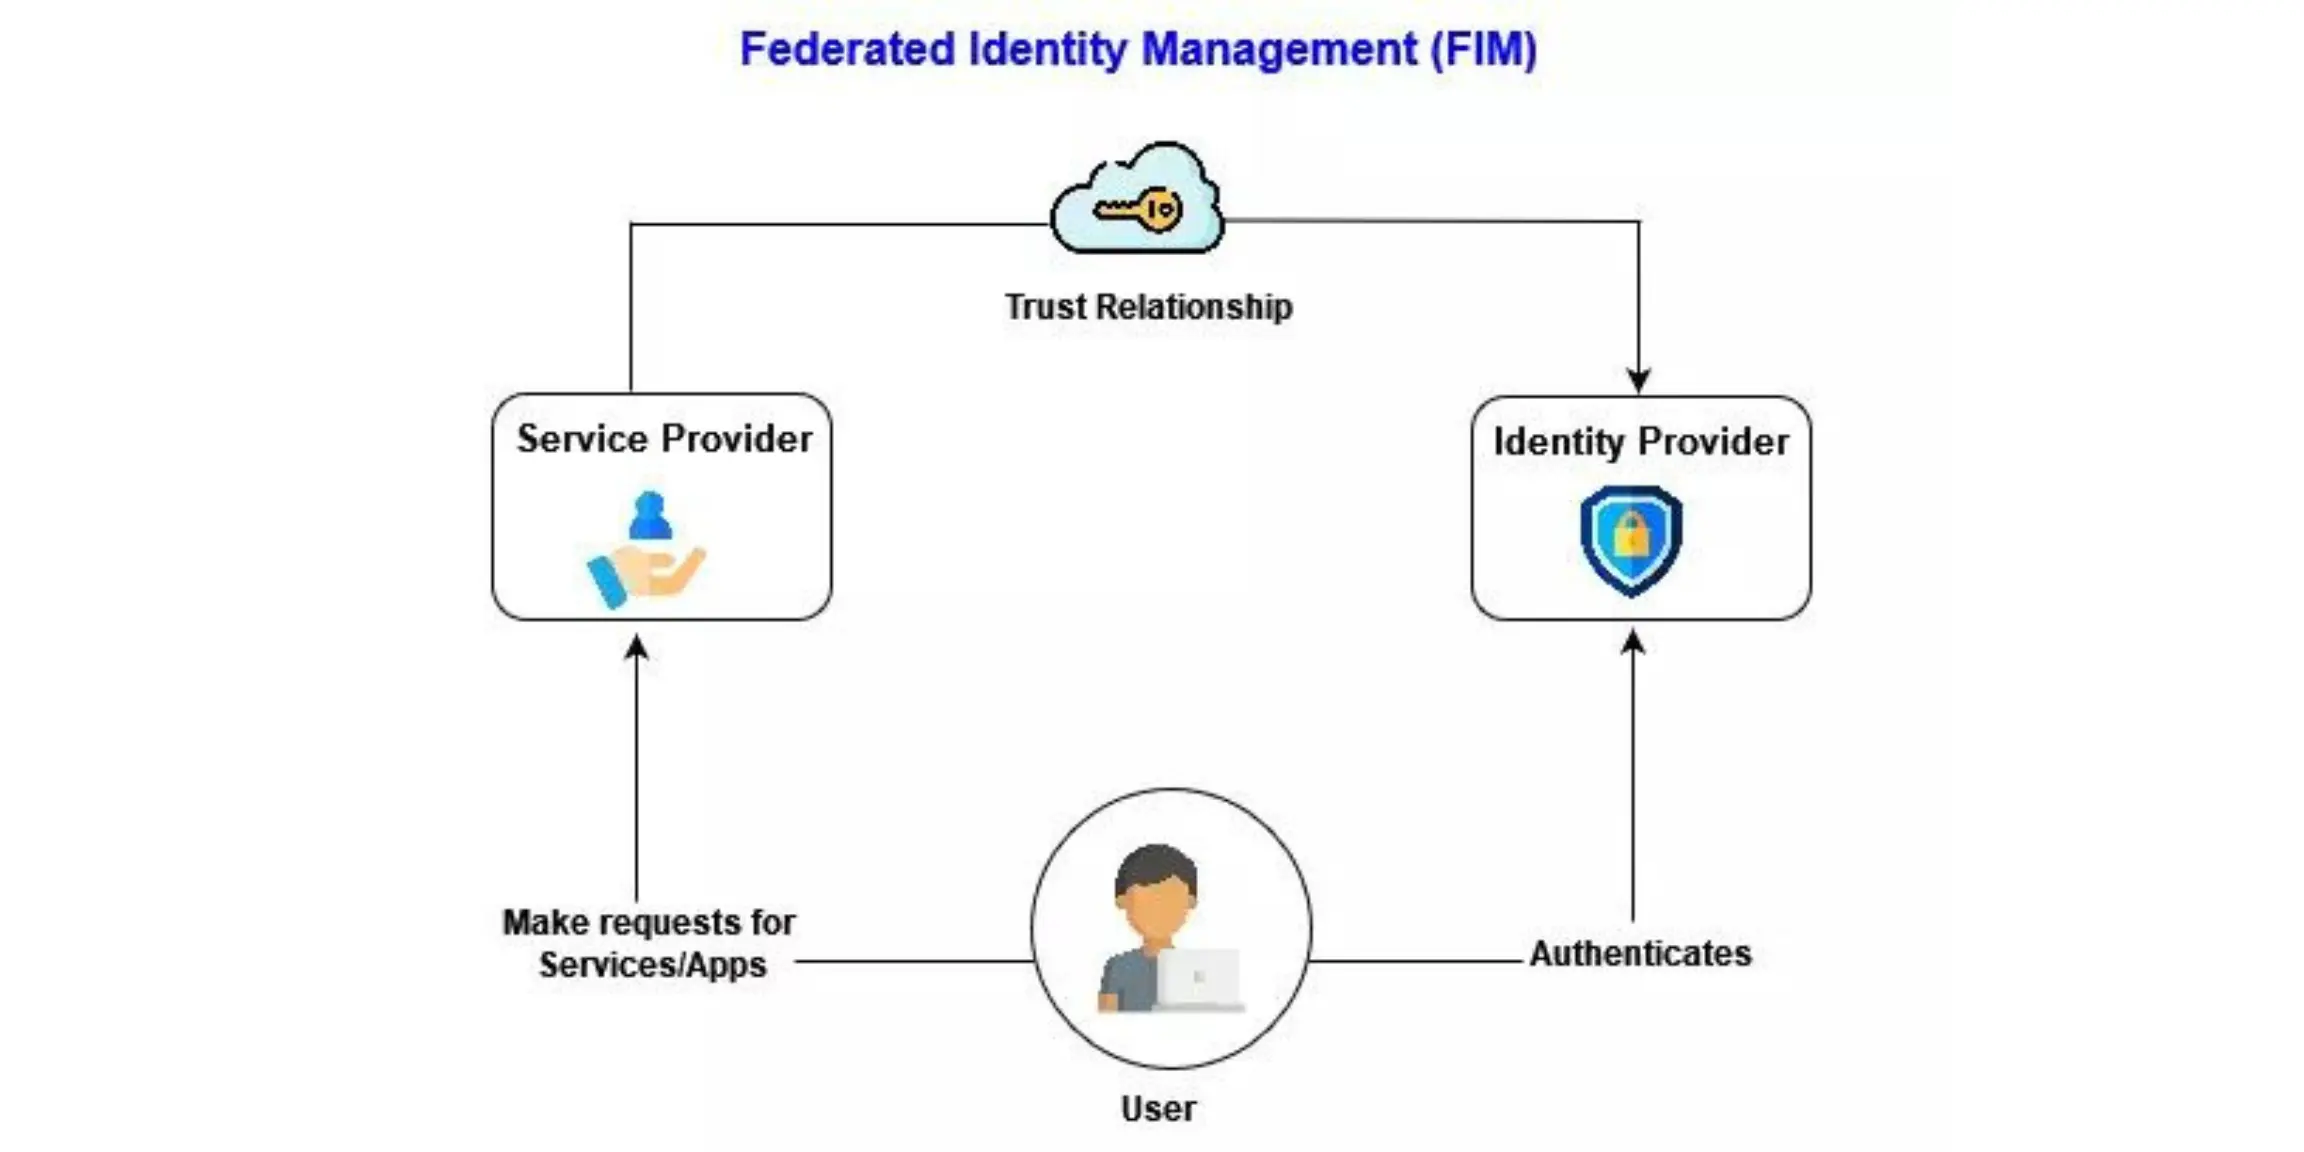 Federated Identity Management (FIM)
Trust Relationship
Service Provider
Identity Provider
Make requests for
Services/Apps
Authenticates
User